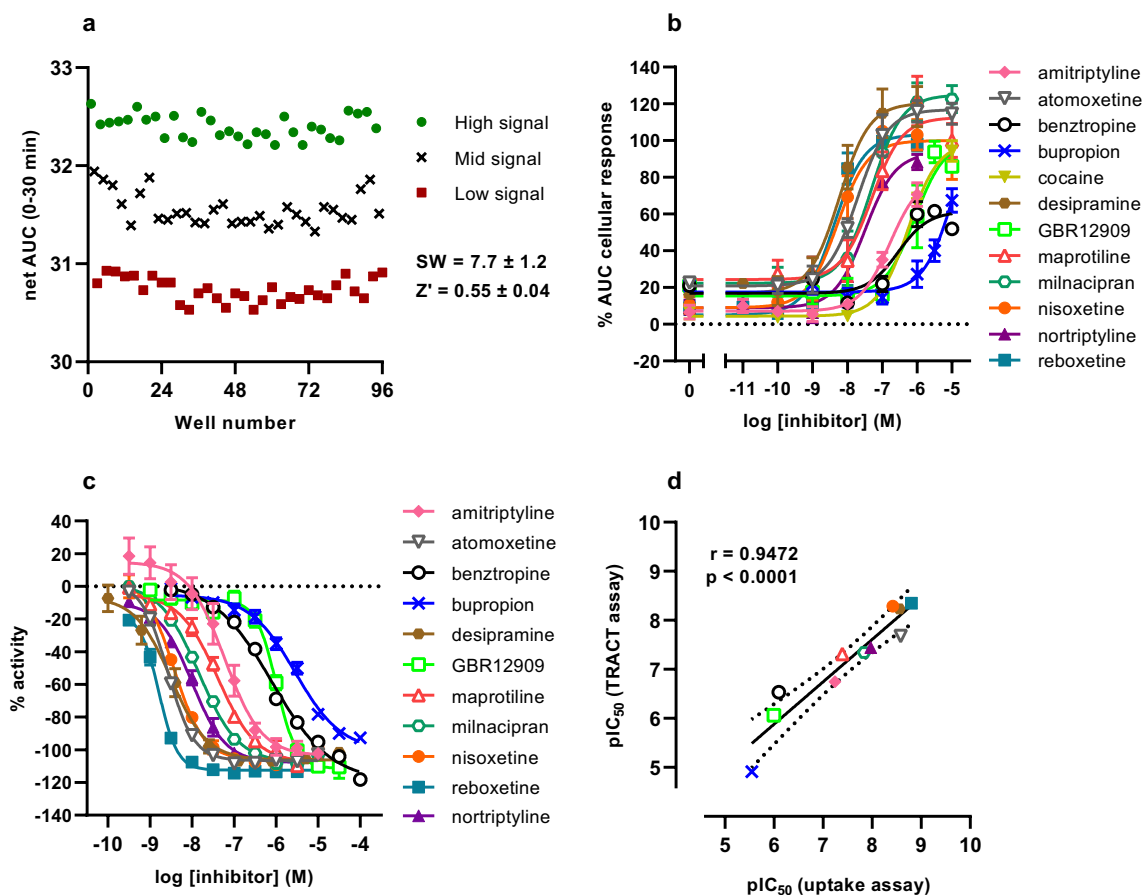 a
33
32
31
30
net AUC (0-30 min)
0
24
48
72
96
Well number
High signal
Mid signal
Low signal
SW = 7.7 ± 1.2
Z' = 0.55 ± 0.04
b
140
120
100
80
60
40
20
0
-20
% AUC cellular response
0
-11
-10
-9
-8
-7
-6
-5
log [inhibitor] (M)
amitriptyline
atomoxetine
benztropine
bupropion
cocaine
desipramine
GBR12909
maprotiline
milnacipran
nisoxetine
nortriptyline
reboxetine
c
40
20
0
-20
-40
-60
-80
-100
-120
-140
% activity
-10
-9
-8
-7
-6
-5
-4
log [inhibitor] (M)
amitriptyline
atomoxetine
benztropine
bupropion
desipramine
GBR12909
maprotiline
milnacipran
nisoxetine
reboxetine
nortriptyline
d
10
9
8
7
6
5
pIC50 (TRACT assay)
r = 0.9472
p < 0.0001
5
6
7
8
9
10
pIC50 (uptake assay)